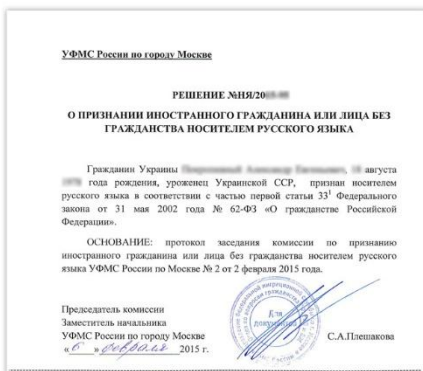 УФМС России по городу Москве
РЕШЕНИЕ №НЯ/20
О ПРИЗНАНИИ ИНОСТРАННОГО ГРАЖДАНИНА ИЛИ ЛИЦА БЕЗ
ГРАЖДАНСТВА НОСИТЕЛЕМ РУССКОГО ЯЗЫКА
Гражданин Украины августа
года рождения, уроженец Украинской ССР, признан носителем
русского языка в соответствии с частью первой статьи 33¹ Федерального
закона от 31 мая 2002 года № 62-ФЗ «О гражданстве Российской
Федерации».
ОСНОВАНИЕ: протокол заседания комиссии по признанию
иностранного гражданина или лица без гражданства носителем русского
языка УФМС России по Москве № 2 от 2 февраля 2015 года.
Председатель комиссии
Заместитель начальника
УФМС России по городу Москве С.А.Плешакова
« 6 » февраля 2015 г.
Для
документов